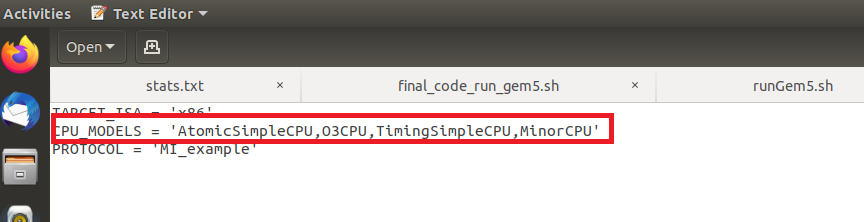 Activities Text Editor
Open
stats.txt × final_code_run_gem5.sh × runGem5.sh
TARGET_ISA = 'x86'
CPU_MODELS = 'AtomicSimpleCPU,O3CPU,TimingSimpleCPU,MinorCPU'
PROTOCOL = 'MI_example'